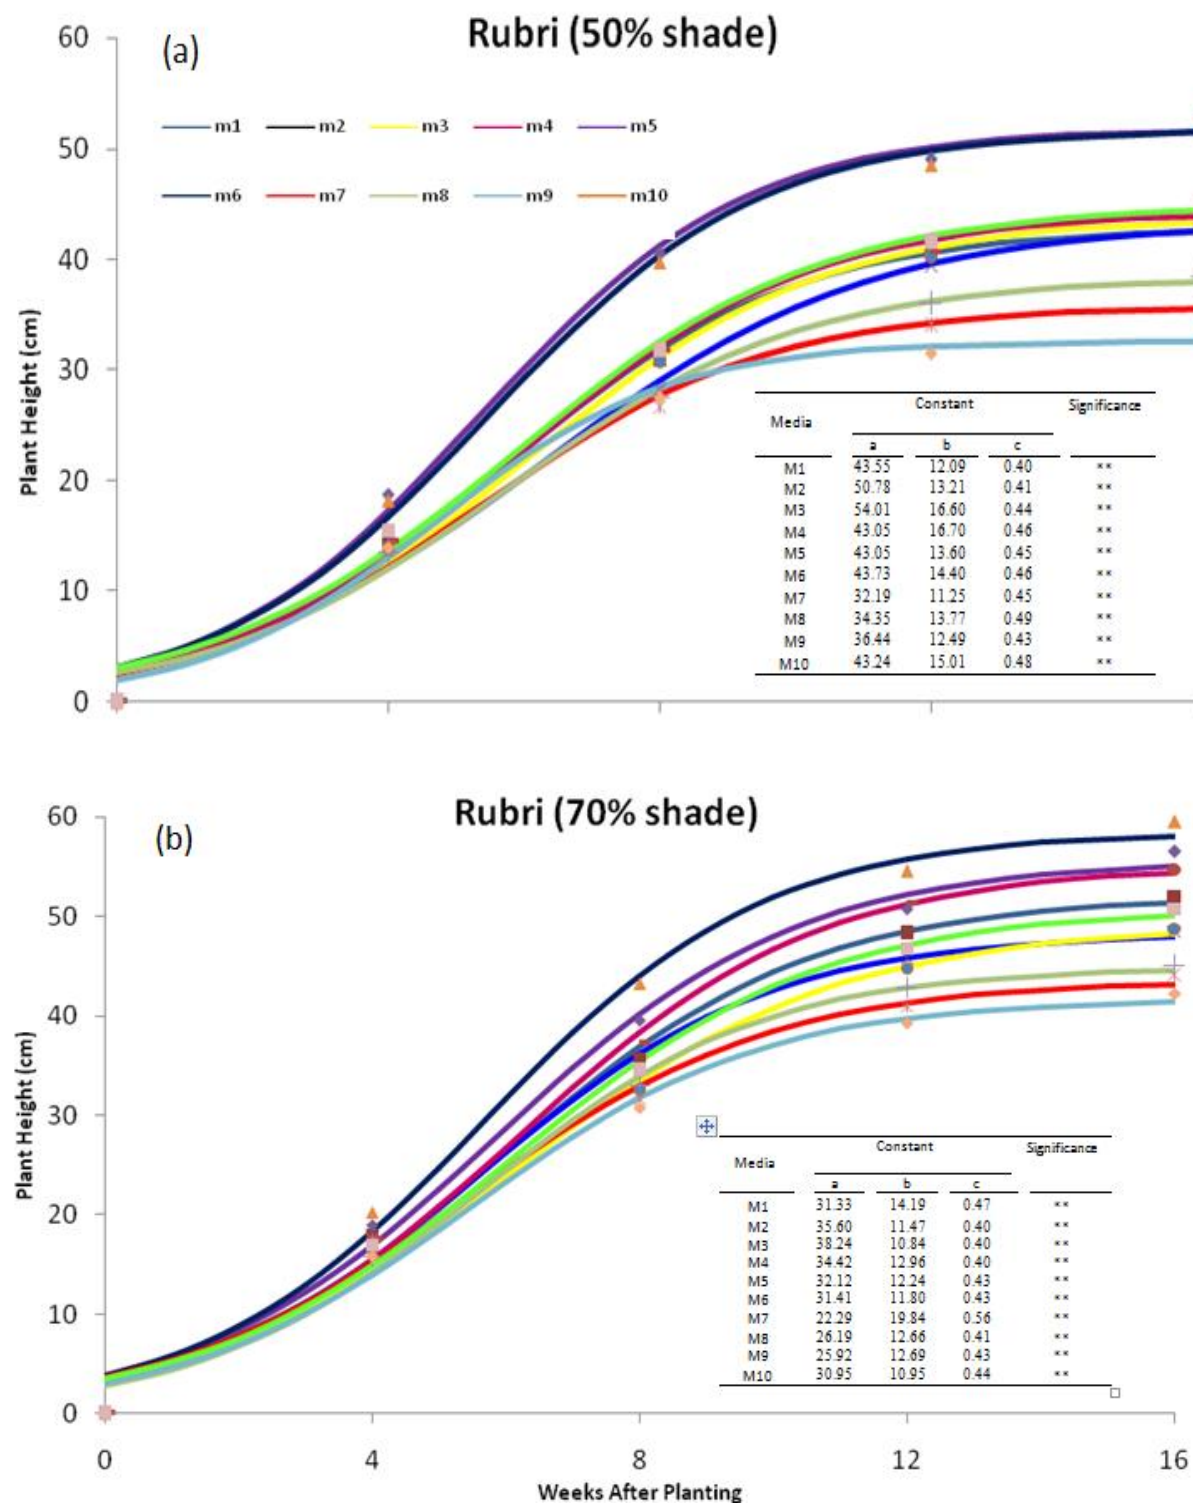 Rubri (50% shade)
(a)
60
50
40
30
20
10
0
Plant Height (cm)
m1 m2 m3 m4 m5
m6 m7 m8 m9 m10
Media Constant Significance
a b c
M1 43.55 12.09 0.40 **
M2 50.78 13.21 0.41 **
M3 54.01 16.60 0.44 **
M4 43.05 16.70 0.46 **
M5 43.05 13.60 0.45 **
M6 43.73 14.40 0.46 **
M7 32.19 11.25 0.45 **
M8 34.35 13.77 0.49 **
M9 36.44 12.49 0.43 **
M10 43.24 15.01 0.48 **
Rubri (70% shade)
(b)
60
50
40
30
20
10
0
Plant Height (cm)
Media Constant Significance
a b c
M1 31.33 14.19 0.47 **
M2 35.60 11.47 0.40 **
M3 38.24 10.84 0.40 **
M4 34.42 12.96 0.40 **
M5 32.12 12.24 0.43 **
M6 31.41 11.80 0.43 **
M7 22.29 19.84 0.56 **
M8 26.19 12.66 0.41 **
M9 25.92 12.69 0.43 **
M10 30.95 10.95 0.44 **
0 4 8 12 16
Weeks After Planting